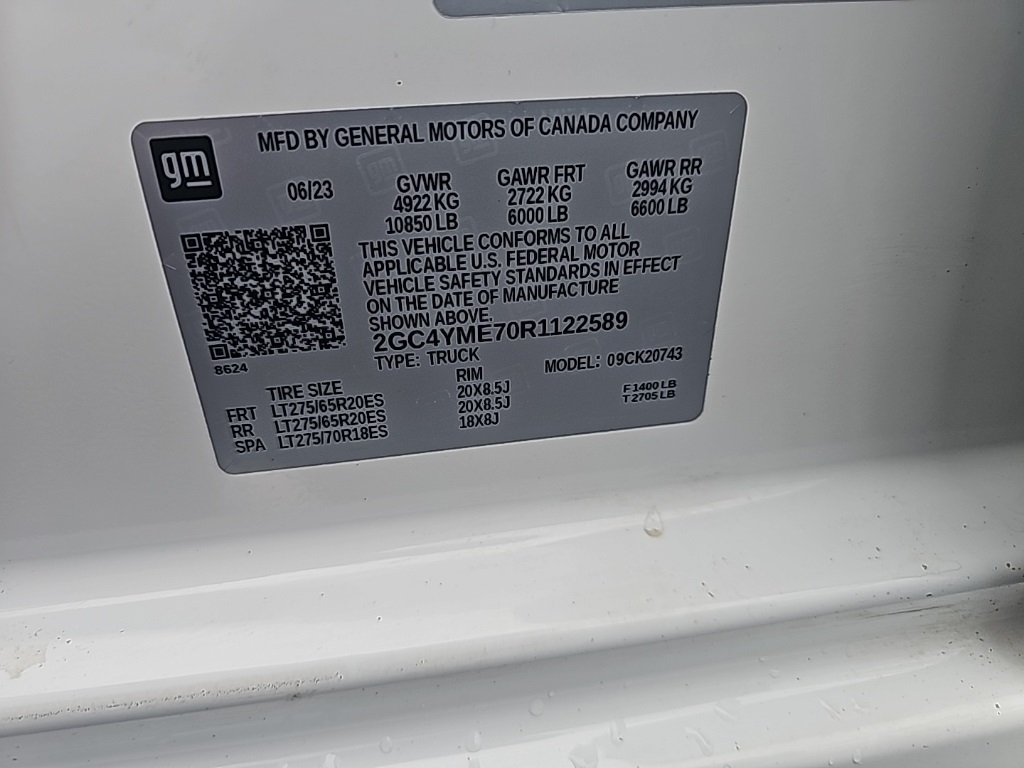 gm
MFD BY GENERAL MOTORS OF CANADA COMPANY
06/23
GVWR
4922 KG
10850 LB
GAWR FRT
2722 KG
6000 LB
GAWR RR
2994 KG
6600 LB
THIS VEHICLE CONFORMS TO ALL
APPLICABLE U.S. FEDERAL MOTOR
VEHICLE SAFETY STANDARDS IN EFFECT
ON THE DATE OF MANUFACTURE
SHOWN ABOVE.
2GC4YME70R1122589
8624
TYPE: TRUCK
MODEL: 09CK20743
TIRE SIZE RIM
FRT LT275/65R20ES 20X8.5J
RR LT275/65R20ES 20X8.5J
SPA LT275/70R18ES 18X8J
F 1400 LB
T 2705 LB